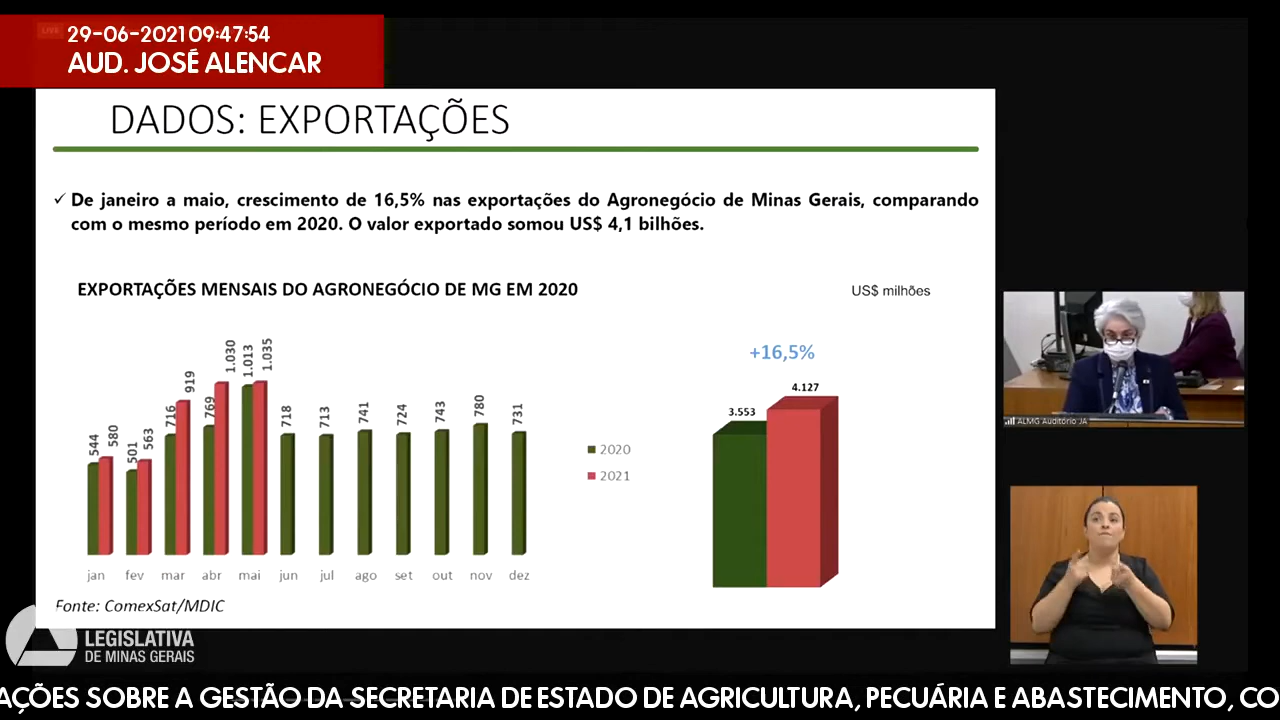 LIVE
29-06-2021 09:47:54
AUD. JOSÉ ALENCAR
DADOS: EXPORTAÇÕES
✓ De janeiro a maio, crescimento de 16,5% nas exportações do Agronegócio de Minas Gerais, comparando
com o mesmo período em 2020. O valor exportado somou US$ 4,1 bilhões.
EXPORTAÇÕES MENSAIS DO AGRONEGÓCIO DE MG EM 2020
US$ milhões
544 580 501 563 716 919 769 1.030 1.013 1.035 718 713 741 724 743 780 731
jan fev mar abr mai jun jul ago set out nov dez
2020
2021
+16,5%
3.553
4.127
Fonte: ComexSat/MDIC
ALMG Auditório JA
LEGISLATIVA
DE MINAS GERAIS
AÇÕES SOBRE A GESTÃO DA SECRETARIA DE ESTADO DE AGRICULTURA, PECUÁRIA E ABASTECIMENTO, CO